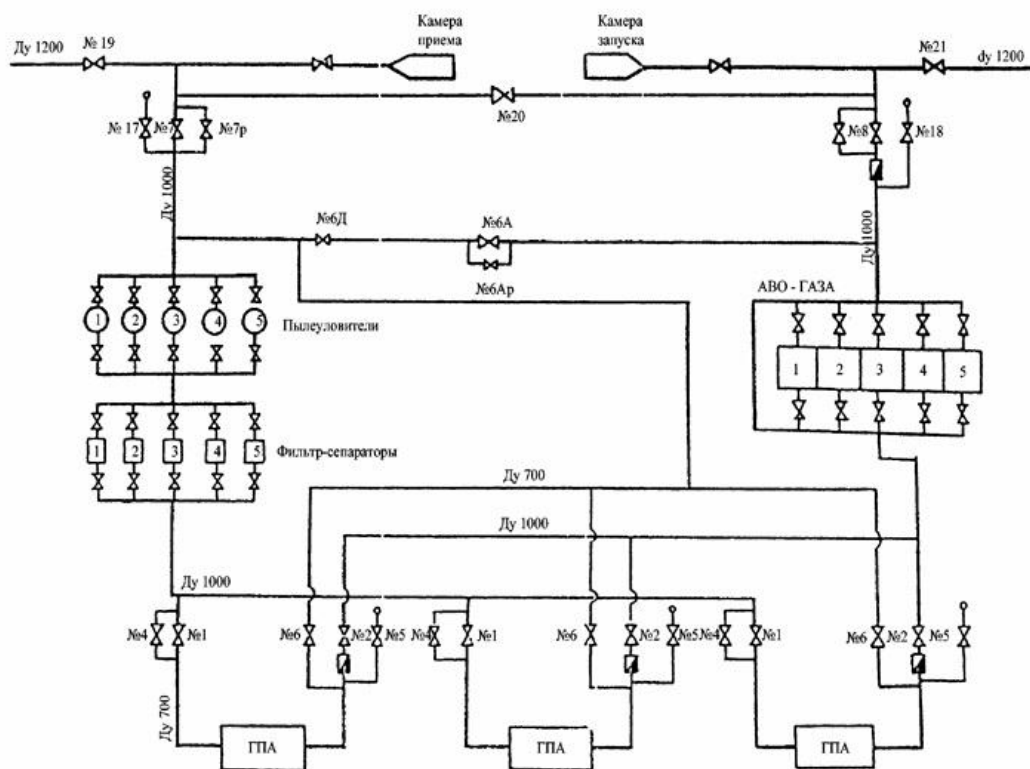 Камера
приема
Камера
запуска
Ду 1200
№ 19
№21
dy 1200
№20
№ 17
№7
№7р
№8
№18
Ду 1000
№6Д
№6А
№6Ар
Ду 1000
АВО - ГАЗА
1 2 3 4 5
Пылеуловители
1 2 3 4 5
1 2 3 4 5
Фильтр-сепараторы
Ду 700
Ду 1000
Ду 1000
№4 №1 №6 №2 №5 №4 №1 №6 №2 №5 №4 №1 №6 №2 №5
Ду 700
ГПА ГПА ГПА